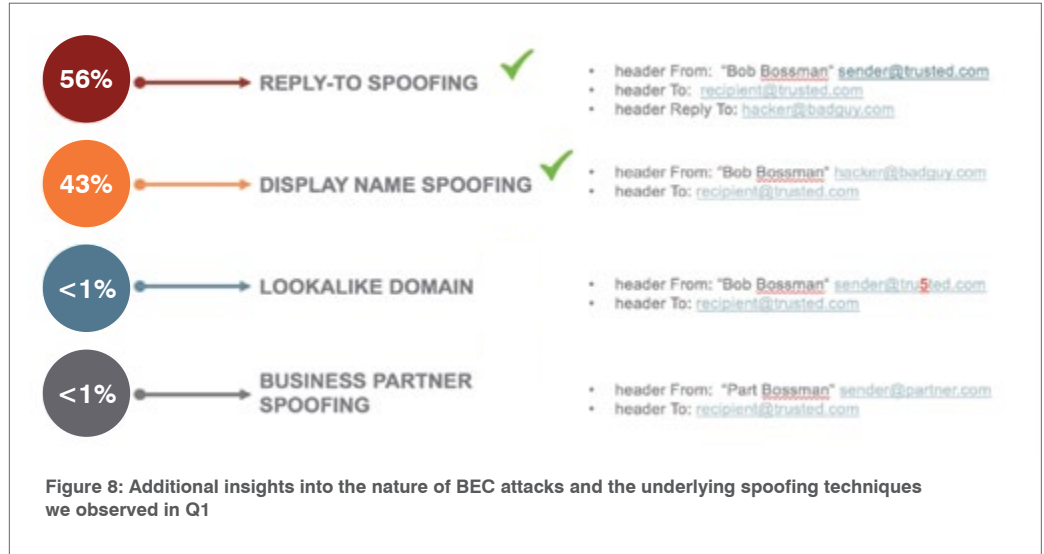 56%
REPLY-TO SPOOFING
header From: "Bob Bossman" sender@trusted.com
header To: recipient@trusted.com
header Reply To: hacker@badguy.com
43%
DISPLAY NAME SPOOFING
header From: "Bob Bossman" hacker@badguy.com
header To: recipient@trusted.com
<1%
LOOKALIKE DOMAIN
header From: "Bob Bossman" sender@tru5ted.com
header To: recipient@trusted.com
<1%
BUSINESS PARTNER
SPOOFING
header From: "Part Bossman" sender@partner.com
header To: recipient@trusted.com
Figure 8: Additional insights into the nature of BEC attacks and the underlying spoofing techniques
we observed in Q1